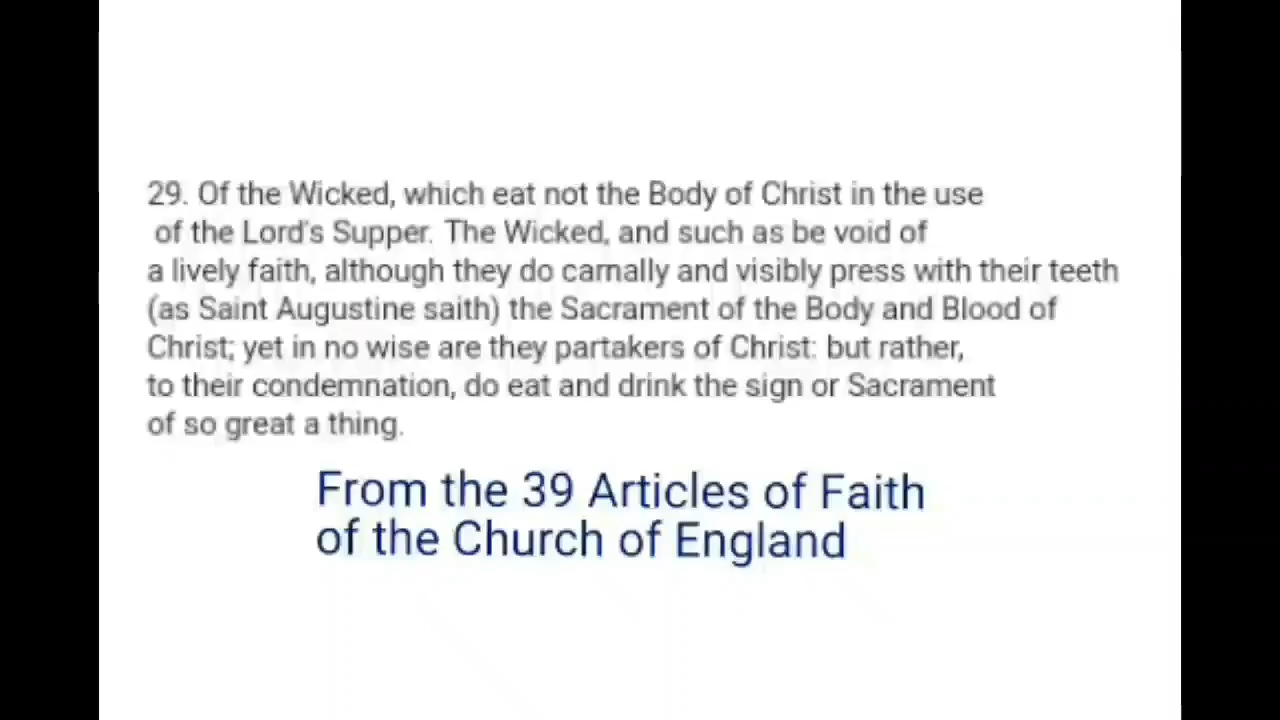 29. Of the Wicked, which eat not the Body of Christ in the use
of the Lord's Supper. The Wicked, and such as be void of
a lively faith, although they do carnally and visibly press with their teeth
(as Saint Augustine saith) the Sacrament of the Body and Blood of
Christ; yet in no wise are they partakers of Christ: but rather,
to their condemnation, do eat and drink the sign or Sacrament
of so great a thing.
From the 39 Articles of Faith
of the Church of England